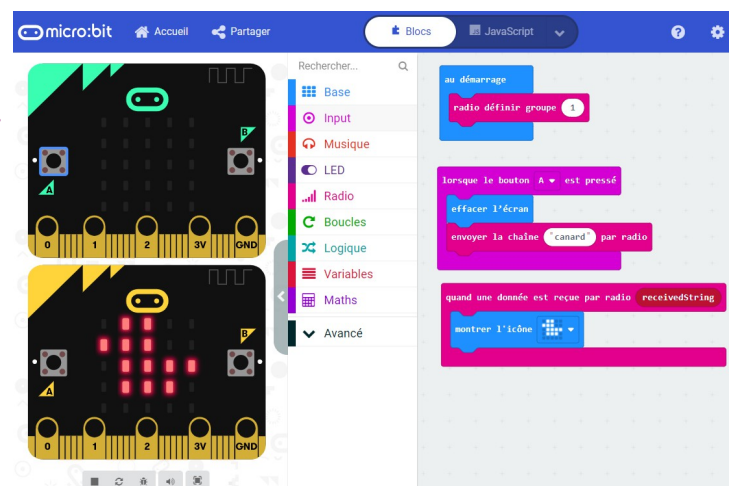 micro:bit Accueil Partager Blocs JavaScript ?
B
A
0 1 2 3V GND
B
A
0 1 2 3V GND
Rechercher...
Base
Input
Musique
LED
Radio
Boucles
Logique
Variables
Maths
Avancé
au démarrage
radio définir groupe 1
lorsque le bouton A est pressé
effacer l'écran
envoyer la chaîne "canard" par radio
quand une donnée est reçue par radio receivedString
montrer l'icône